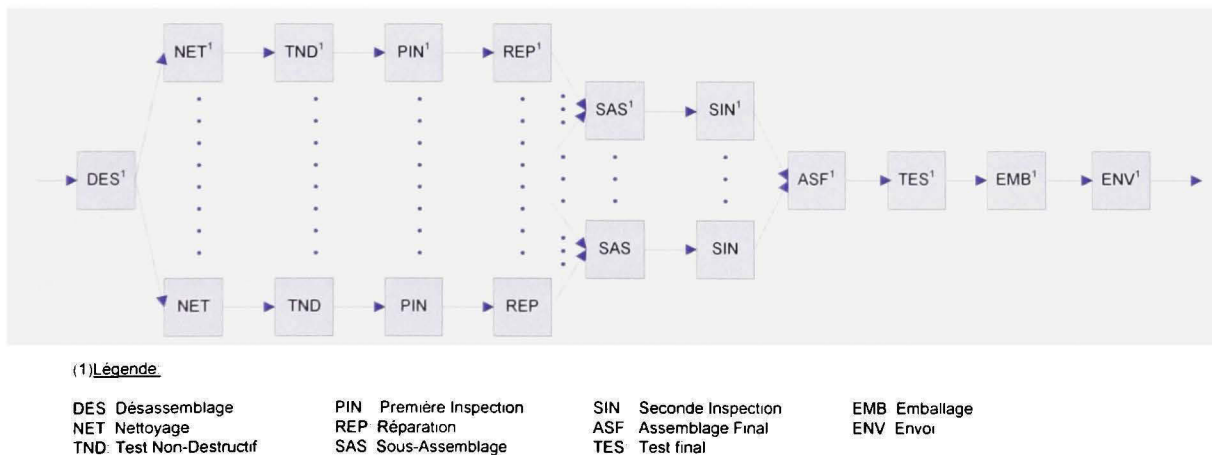 NET¹ TND¹ PIN¹ REP¹
SAS¹ SIN¹
DES¹ ASF¹ TES¹ EMB¹ ENV¹
SAS SIN
NET TND PIN REP
(1)Légende:
DES Désassemblage PIN Première Inspection SIN Seconde Inspection EMB Emballage
NET Nettoyage REP: Réparation ASF Assemblage Final ENV Envoi
TND: Test Non-Destructif SAS Sous-Assemblage TES Test final